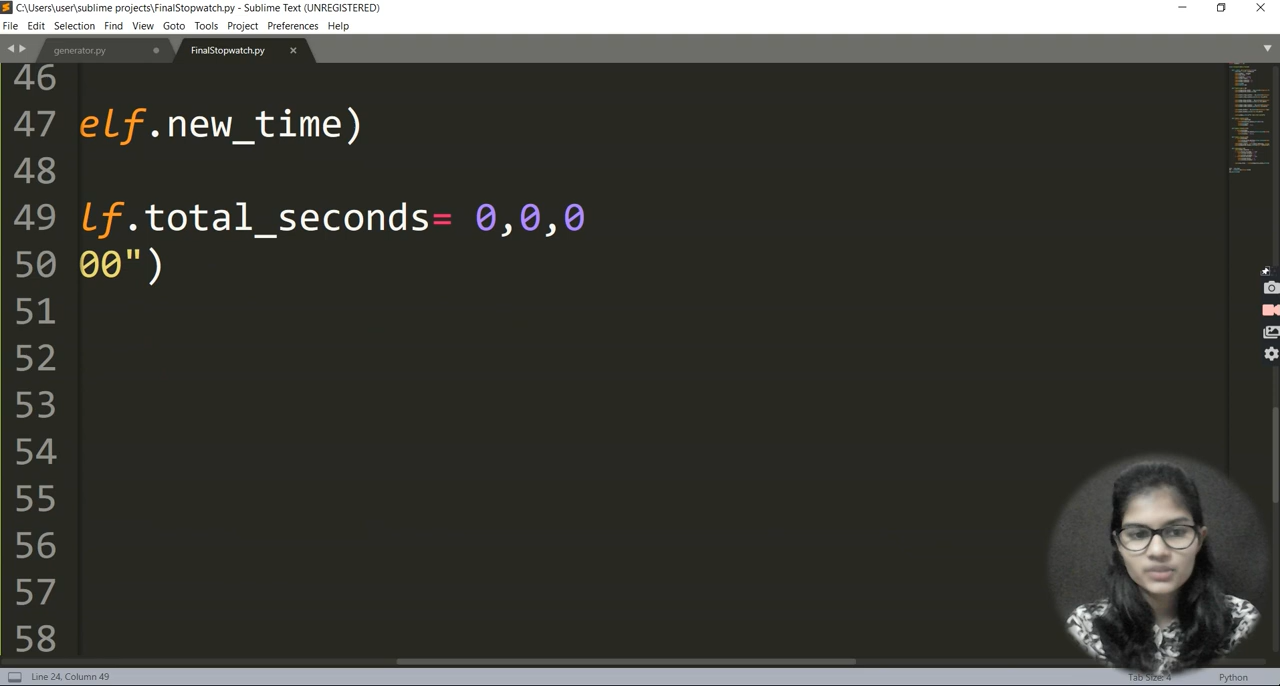 C:\Users\user\sublime projects\FinalStopwatch.py - Sublime Text (UNREGISTERED)
File Edit Selection Find View Goto Tools Project Preferences Help
generator.py FinalStopwatch.py
46
47 elf.new_time)
48
49 lf.total_seconds= 0,0,0
50 00")
51
52
53
54
55
56
57
58
Line 24, Column 49 Tab Size: 4 Python